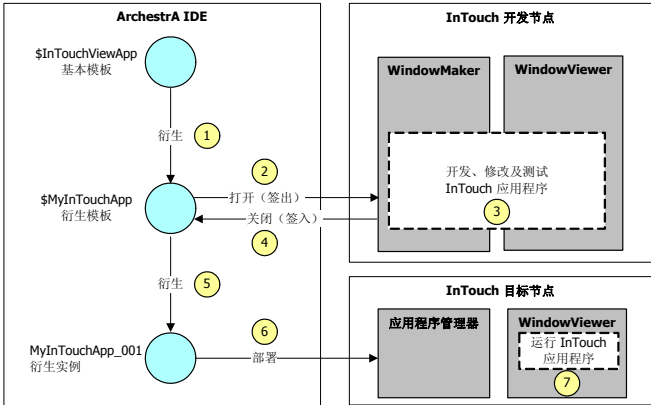 ArchestrA IDE
$InTouchViewApp
基本模板
衍生
1
2
$MyInTouchApp
衍生模板
打开（签出）
关闭（签入）
4
衍生
5
6
MyInTouchApp_001
衍生实例
部署
InTouch 开发节点
WindowMaker
WindowViewer
开发、修改及测试
InTouch 应用程序
3
InTouch 目标节点
应用程序管理器
WindowViewer
运行 InTouch
应用程序
7